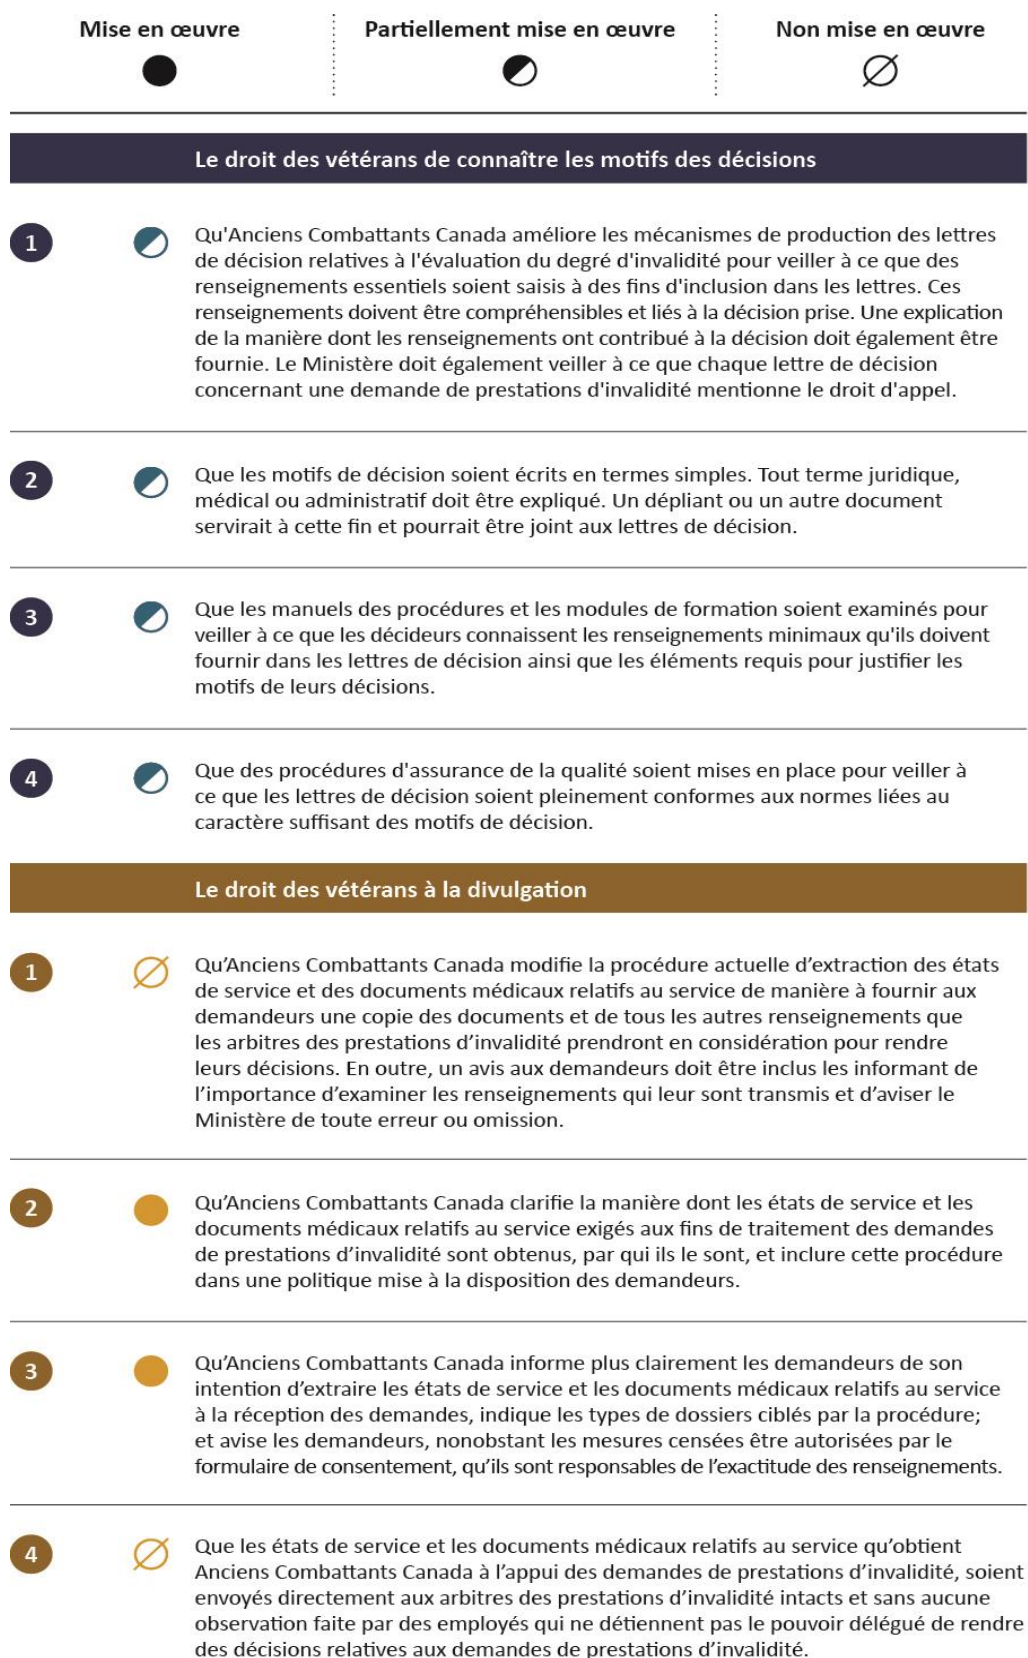 Mise en œuvre
Partiellement mise en œuvre
Non mise en œuvre
Le droit des vétérans de connaître les motifs des décisions
1
Qu'Anciens Combattants Canada améliore les mécanismes de production des lettres
de décision relatives à l'évaluation du degré d'invalidité pour veiller à ce que des
renseignements essentiels soient saisis à des fins d'inclusion dans les lettres. Ces
renseignements doivent être compréhensibles et liés à la décision prise. Une explication
de la manière dont les renseignements ont contribué à la décision doit également être
fournie. Le Ministère doit également veiller à ce que chaque lettre de décision
concernant une demande de prestations d'invalidité mentionne le droit d'appel.
2
Que les motifs de décision soient écrits en termes simples. Tout terme juridique,
médical ou administratif doit être expliqué. Un dépliant ou un autre document
servirait à cette fin et pourrait être joint aux lettres de décision.
3
Que les manuels des procédures et les modules de formation soient examinés pour
veiller à ce que les décideurs connaissent les renseignements minimaux qu'ils doivent
fournir dans les lettres de décision ainsi que les éléments requis pour justifier les
motifs de leurs décisions.
4
Que des procédures d'assurance de la qualité soient mises en place pour veiller à
ce que les lettres de décision soient pleinement conformes aux normes liées au
caractère suffisant des motifs de décision.
Le droit des vétérans à la divulgation
1
Qu’Anciens Combattants Canada modifie la procédure actuelle d’extraction des états
de service et des documents médicaux relatifs au service de manière à fournir aux
demandeurs une copie des documents et de tous les autres renseignements que
les arbitres des prestations d’invalidité prendront en considération pour rendre
leurs décisions. En outre, un avis aux demandeurs doit être inclus les informant de
l’importance d’examiner les renseignements qui leur sont transmis et d’aviser le
Ministère de toute erreur ou omission.
2
Qu’Anciens Combattants Canada clarifie la manière dont les états de service et les
documents médicaux relatifs au service exigés aux fins de traitement des demandes
de prestations d’invalidité sont obtenus, par qui ils le sont, et inclure cette procédure
dans une politique mise à la disposition des demandeurs.
3
Qu’Anciens Combattants Canada informe plus clairement les demandeurs de son
intention d’extraire les états de service et les documents médicaux relatifs au service
à la réception des demandes, indique les types de dossiers ciblés par la procédure;
et avise les demandeurs, nonobstant les mesures censées être autorisées par le
formulaire de consentement, qu’ils sont responsables de l’exactitude des renseignements.
4
Que les états de service et les documents médicaux relatifs au service qu’obtient
Anciens Combattants Canada à l’appui des demandes de prestations d’invalidité, soient
envoyés directement aux arbitres des prestations d’invalidité intacts et sans aucune
observation faite par des employés qui ne détiennent pas le pouvoir délégué de rendre
des décisions relatives aux demandes de prestations d’invalidité.